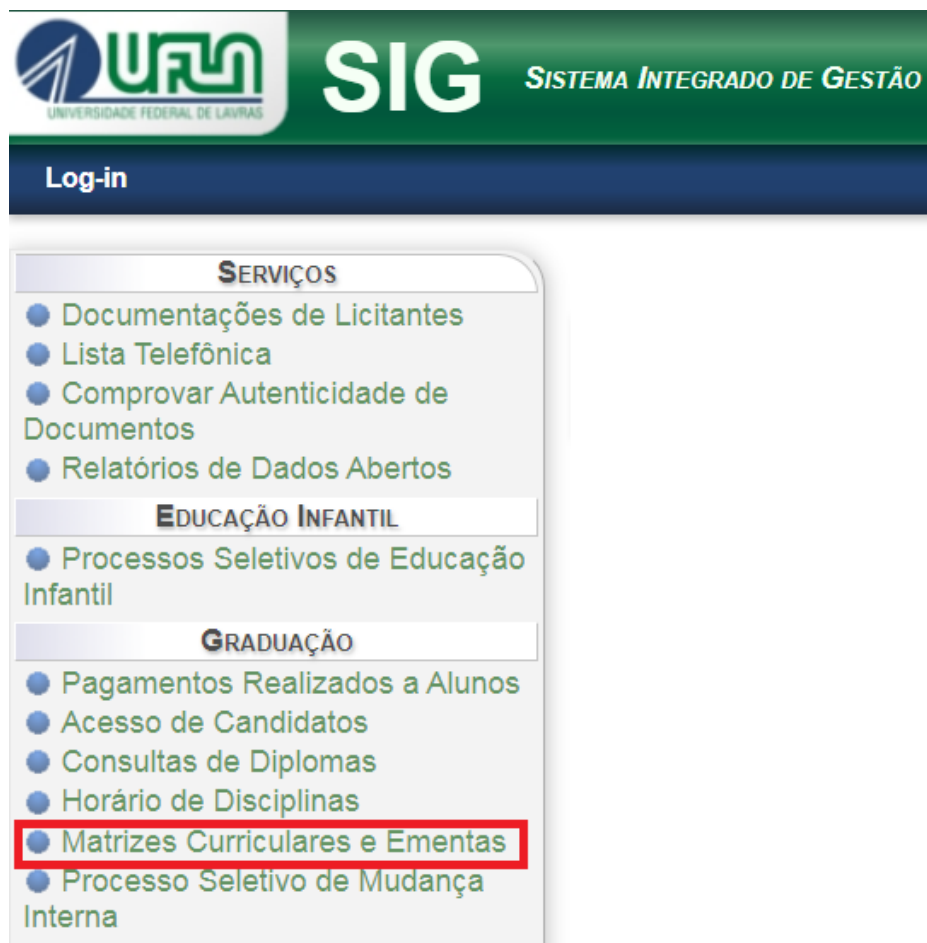 UFLA
UNIVERSIDADE FEDERAL DE LAVRAS
SIG
SISTEMA INTEGRADO DE GESTÃO
Log-in
SERVIÇOS
Documentações de Licitantes
Lista Telefônica
Comprovar Autenticidade de
Documentos
Relatórios de Dados Abertos
EDUCAÇÃO INFANTIL
Processos Seletivos de Educação
Infantil
GRADUAÇÃO
Pagamentos Realizados a Alunos
Acesso de Candidatos
Consultas de Diplomas
Horário de Disciplinas
Matrizes Curriculares e Ementas
Processo Seletivo de Mudança
Interna